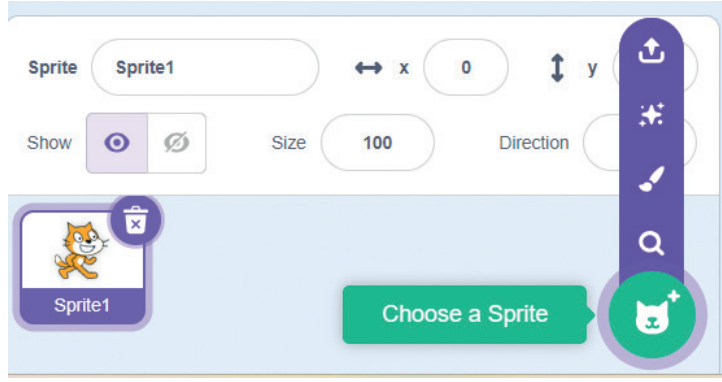 Sprite Sprite1 x 0 y
Show Size 100 Direction
Sprite1
Choose a Sprite